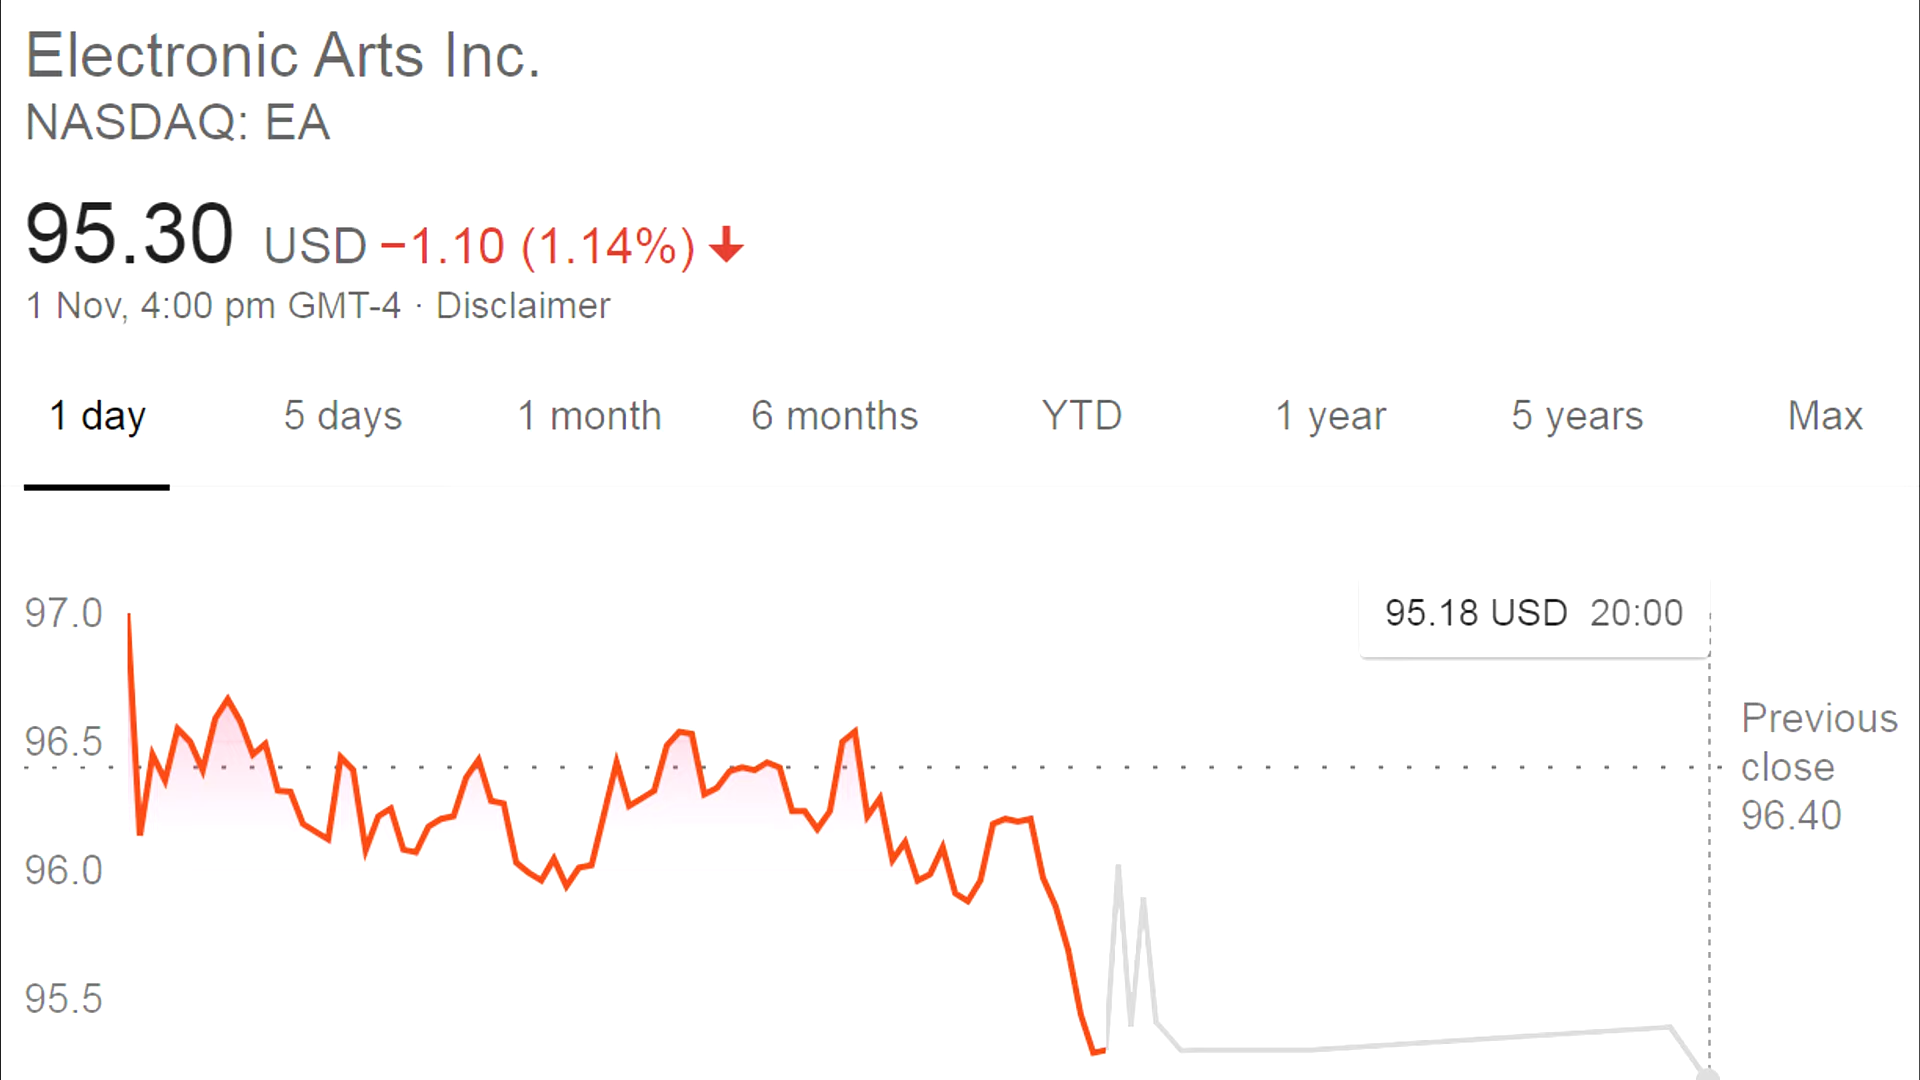 Electronic Arts Inc.
NASDAQ: EA
95.30 USD −1.10 (1.14%)
1 Nov, 4:00 pm GMT-4 · Disclaimer
1 day 5 days 1 month 6 months YTD 1 year 5 years Max
97.0
95.18 USD 20:00
96.5
Previous
close
96.40
96.0
95.5